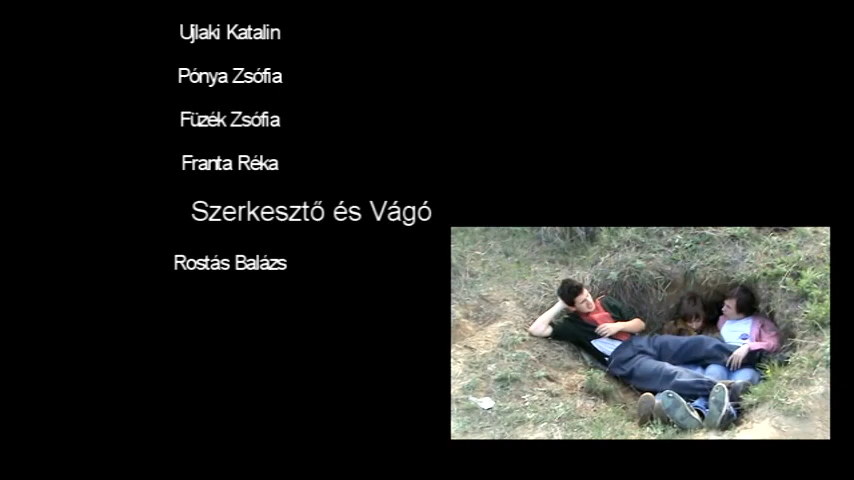 Ujlaki Katalin
Pónya Zsófia
Füzék Zsófia
Franta Réka
Szerkesztő és Vágó
Rostás Balázs